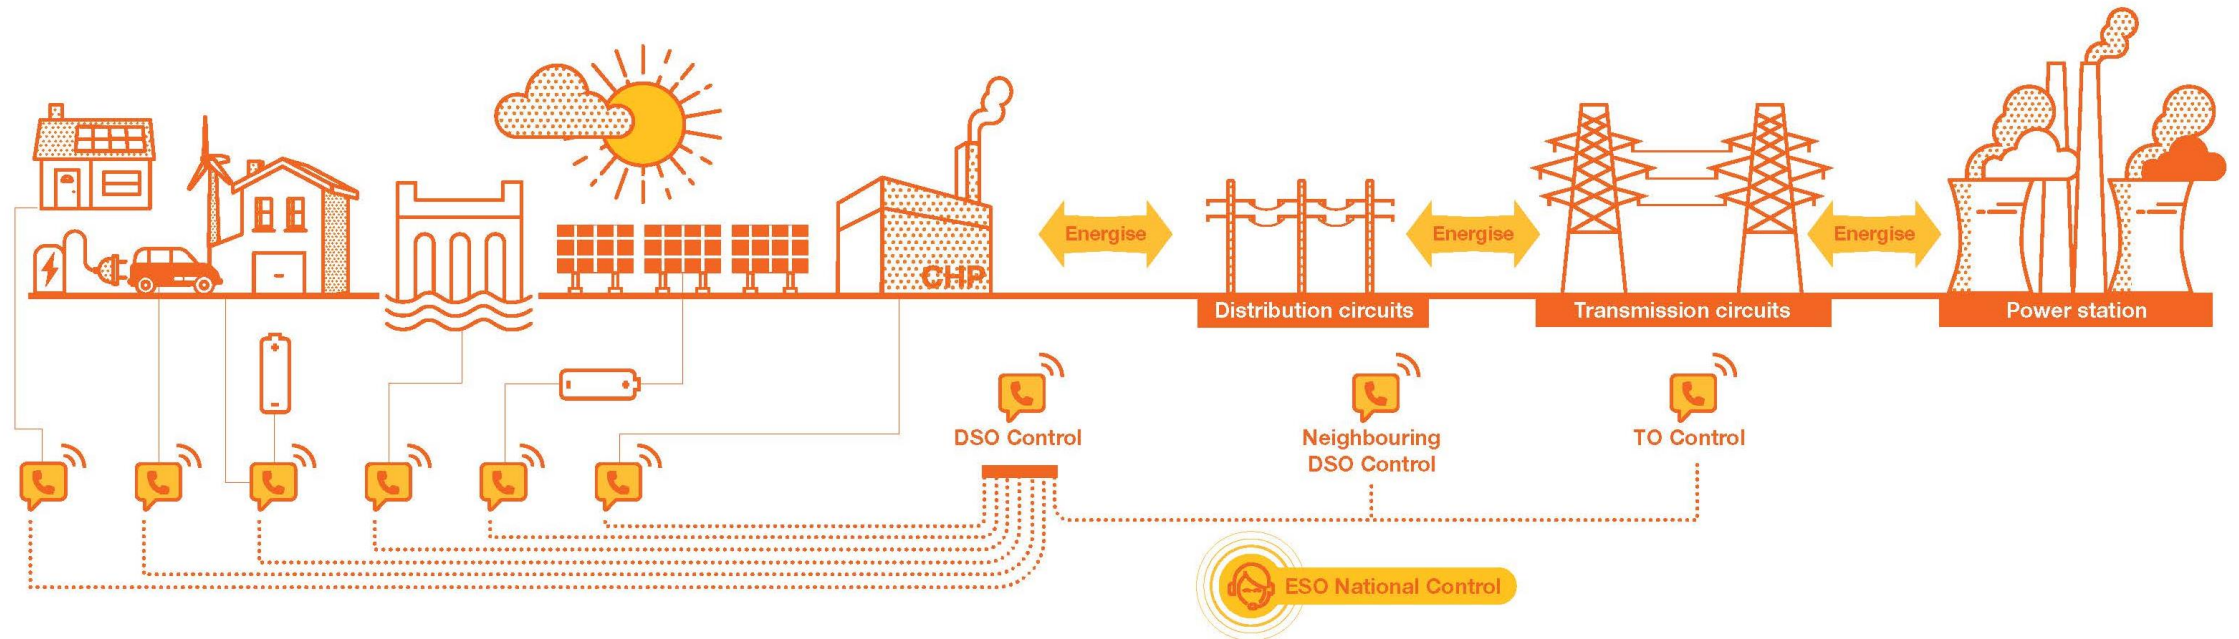 CHP
Energise
Energise
Energise
Distribution circuits
Transmission circuits
Power station
DSO Control
Neighbouring
DSO Control
TO Control
ESO National Control